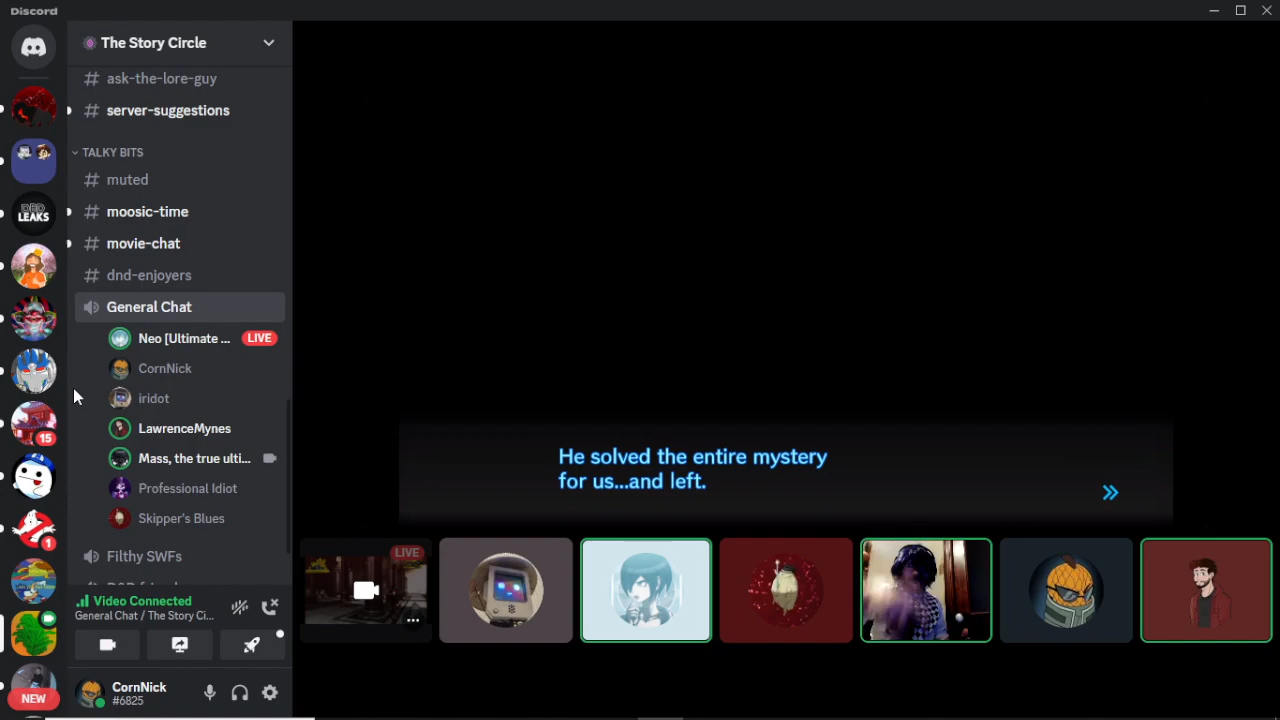 Discord
The Story Circle
# ask-the-lore-guy
# server-suggestions
TALKY BITS
# muted
# moosic-time
# movie-chat
# dnd-enjoyers
General Chat
Neo [Ultimate ... LIVE
CornNick
iridot
LawrenceMynes
Mass, the true ulti...
Professional Idiot
Skipper's Blues
Filthy SWFs
Video Connected
General Chat / The Story Ci...
CornNick
#6825
DBD
LEAKS
15
1
NEW
He solved the entire mystery
for us...and left.
LIVE